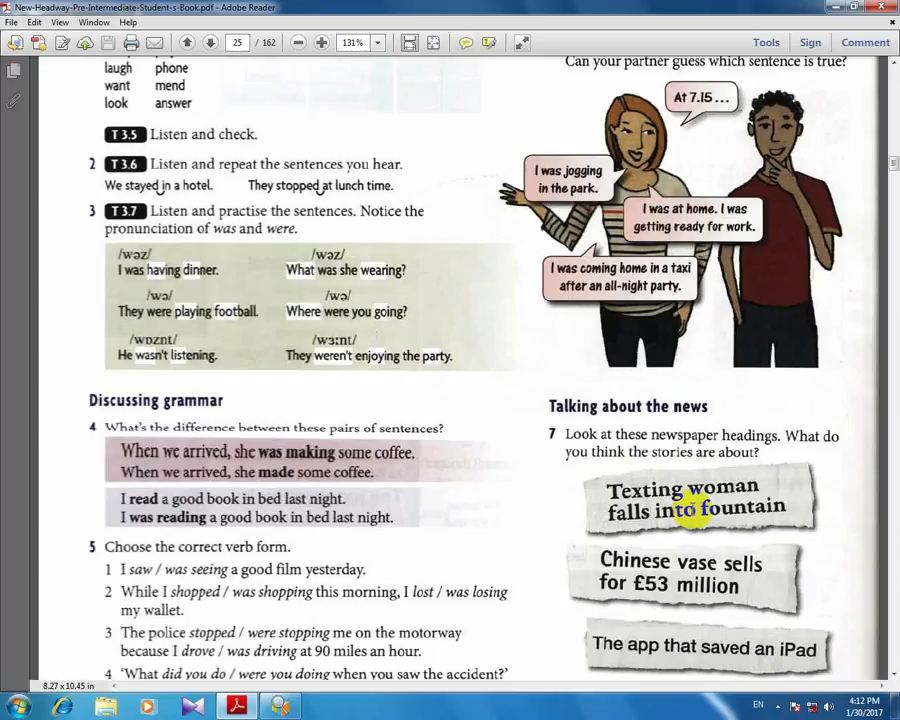 New-Headway-Pre-Intermediate-Student-s-Book.pdf - Adobe Reader
File Edit View Window Help
25 / 162
131%
Tools
Sign
Comment
laugh phone
want mend
look answer
T 3.5 Listen and check.
2 T 3.6 Listen and repeat the sentences you hear.
We stayed in a hotel. They stopped at lunch time.
3 T 3.7 Listen and practise the sentences. Notice the
pronunciation of was and were.
/wəz/ /wəz/
I was having dinner. What was she wearing?
/wə/ /wə/
They were playing football. Where were you going?
/wɒznt/ /wɜːnt/
He wasn't listening. They weren't enjoying the party.
Discussing grammar
4 What's the difference between these pairs of sentences?
When we arrived, she was making some coffee.
When we arrived, she made some coffee.
I read a good book in bed last night.
I was reading a good book in bed last night.
5 Choose the correct verb form.
1 I saw / was seeing a good film yesterday.
2 While I shopped / was shopping this morning, I lost / was losing
my wallet.
3 The police stopped / were stopping me on the motorway
because I drove / was driving at 90 miles an hour.
4 'What did you do / were you doing when you saw the accident?'
Can your partner guess which sentence is true?
At 7.15 ...
I was jogging
in the park.
I was at home. I was
getting ready for work.
I was coming home in a taxi
after an all-night party.
Talking about the news
7 Look at these newspaper headings. What do
you think the stories are about?
Texting woman
falls into fountain
Chinese vase sells
for £53 million
The app that saved an iPad
8.27 x 10.45 in
EN
4:12 PM
1/30/2017